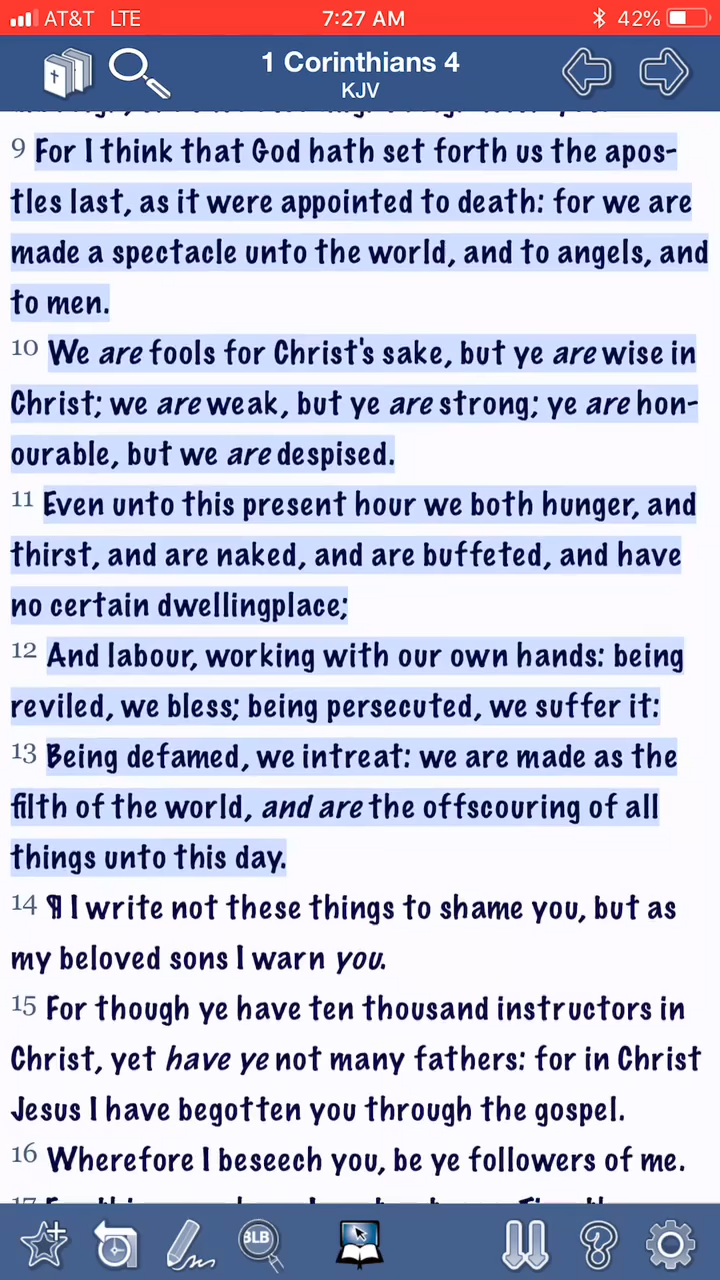 AT&T LTE 7:27 AM 42%
1 Corinthians 4
KJV
9 For I think that God hath set forth us the apos-
tles last, as it were appointed to death: for we are
made a spectacle unto the world, and to angels, and
to men.
10 We are fools for Christ's sake, but ye are wise in
Christ; we are weak, but ye are strong; ye are hon-
ourable, but we are despised.
11 Even unto this present hour we both hunger, and
thirst, and are naked, and are buffeted, and have
no certain dwellingplace;
12 And labour, working with our own hands: being
reviled, we bless; being persecuted, we suffer it:
13 Being defamed, we intreat: we are made as the
filth of the world, and are the offscouring of all
things unto this day.
14 ¶ I write not these things to shame you, but as
my beloved sons I warn you.
15 For though ye have ten thousand instructors in
Christ, yet have ye not many fathers: for in Christ
Jesus I have begotten you through the gospel.
16 Wherefore I beseech you, be ye followers of me.
BLB